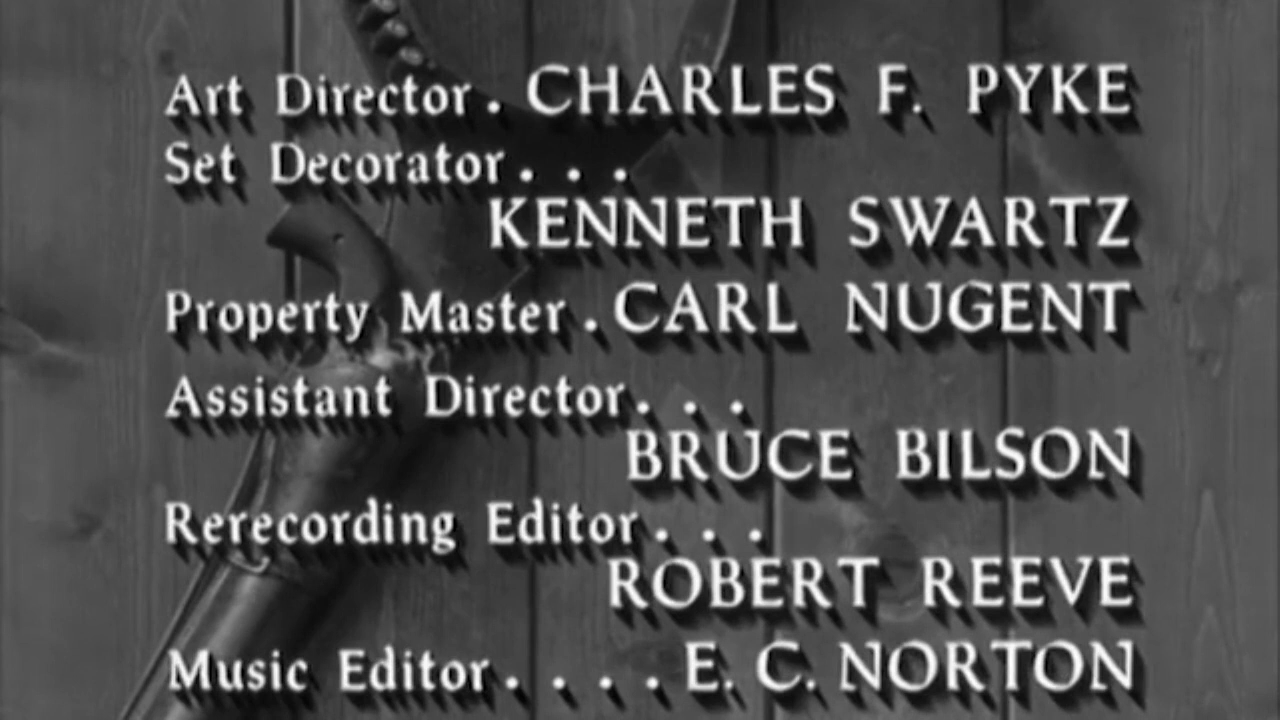 Art Director. CHARLES F. PYKE
Set Decorator...
KENNETH SWARTZ
Property Master. CARL NUGENT
Assistant Director...
BRUCE BILSON
Rerecording Editor...
ROBERT REEVE
Music Editor.... E. C. NORTON